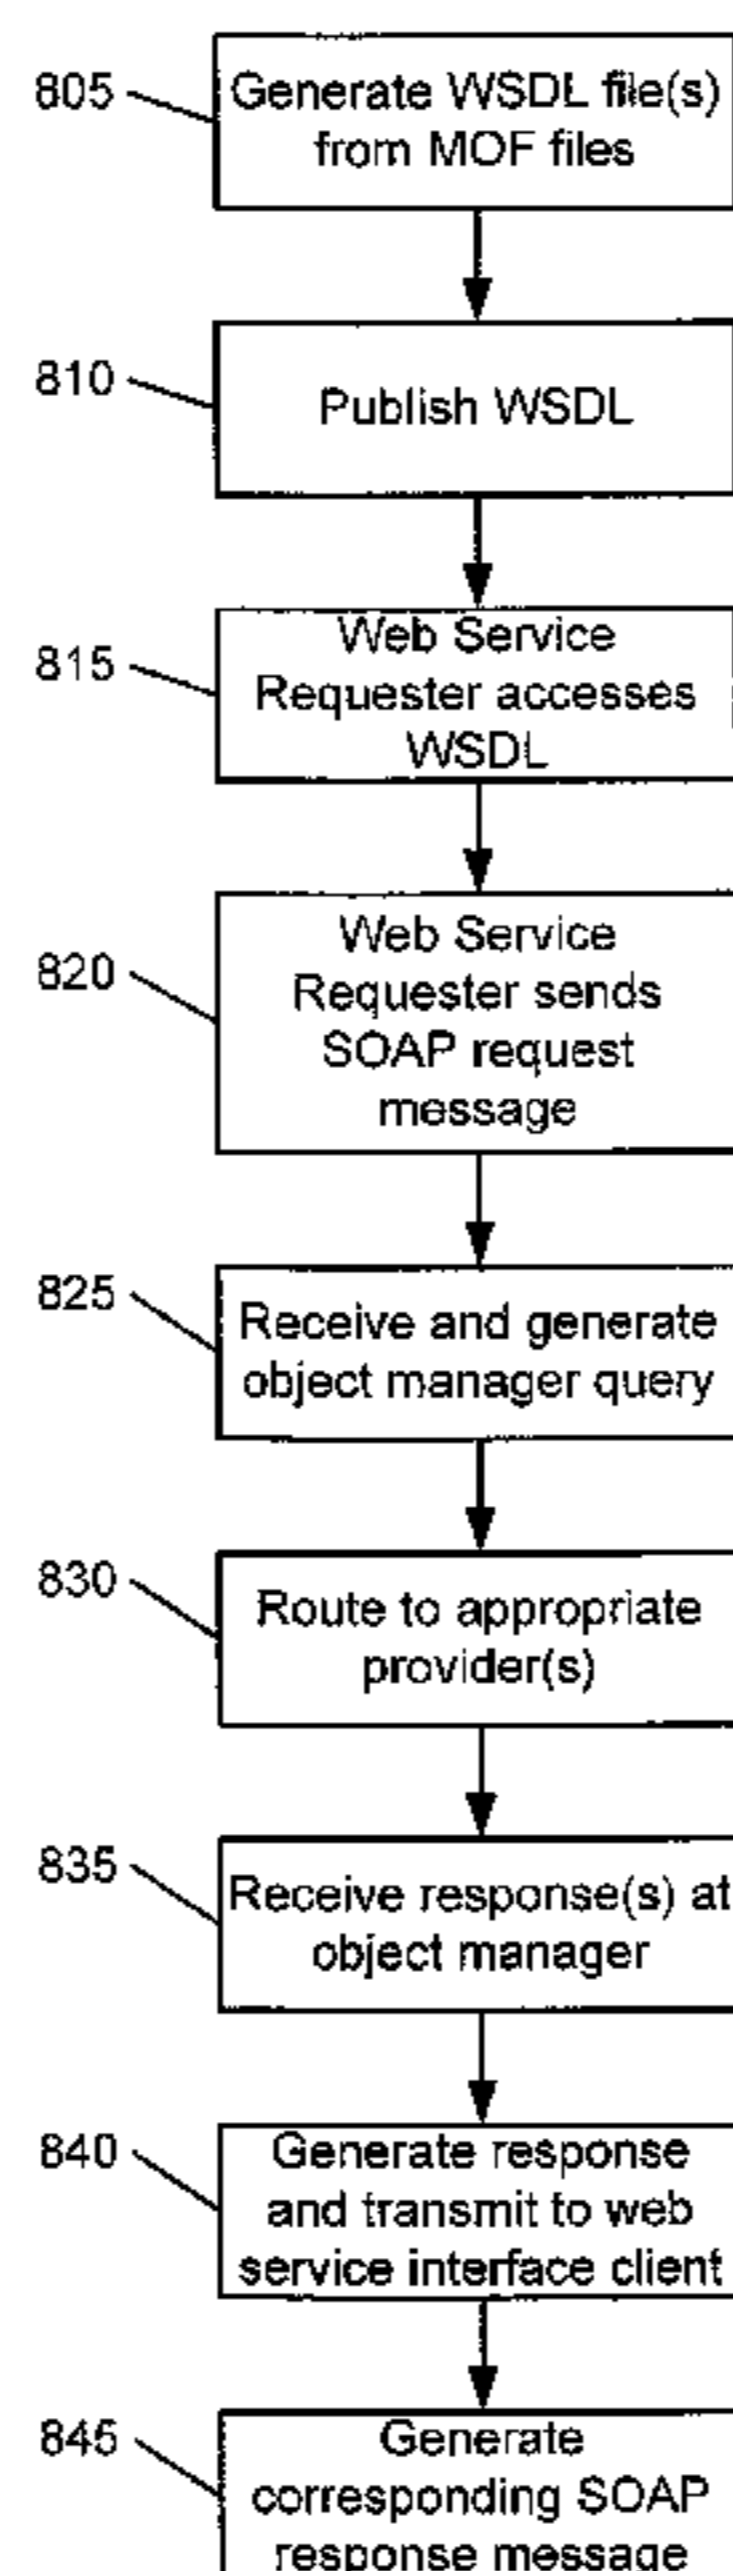 805
Generate WSDL file(s)
from MOF files
810
Publish WSDL
815
Web Service
Requester accesses
WSDL
820
Web Service
Requester sends
SOAP request
message
825
Receive and generate
object manager query
830
Route to appropriate
provider(s)
835
Receive response(s) at
object manager
840
Generate response
and transmit to web
service interface client
845
Generate
corresponding SOAP
response message